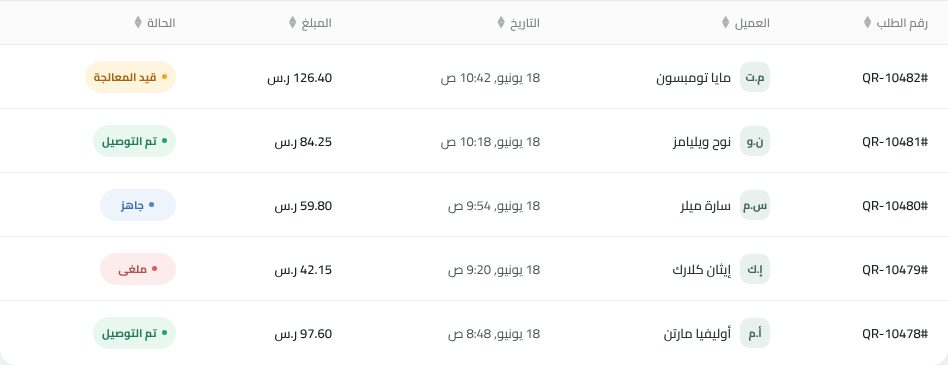 رقم الطلب العميل التاريخ المبلغ الحالة
#QR-10482 م.ت مايا تومبسون 18 يونيو, 10:42 ص 126.40 ر.س قيد المعالجة
#QR-10481 ن.و نوح ويليامز 18 يونيو, 10:18 ص 84.25 ر.س تم التوصيل
#QR-10480 س.م سارة ميلر 18 يونيو, 9:54 ص 59.80 ر.س جاهز
#QR-10479 إ.ك إيثان كلارك 18 يونيو, 9:20 ص 42.15 ر.س ملغى
#QR-10478 أ.م أوليفيا مارتن 18 يونيو, 8:48 ص 97.60 ر.س تم التوصيل